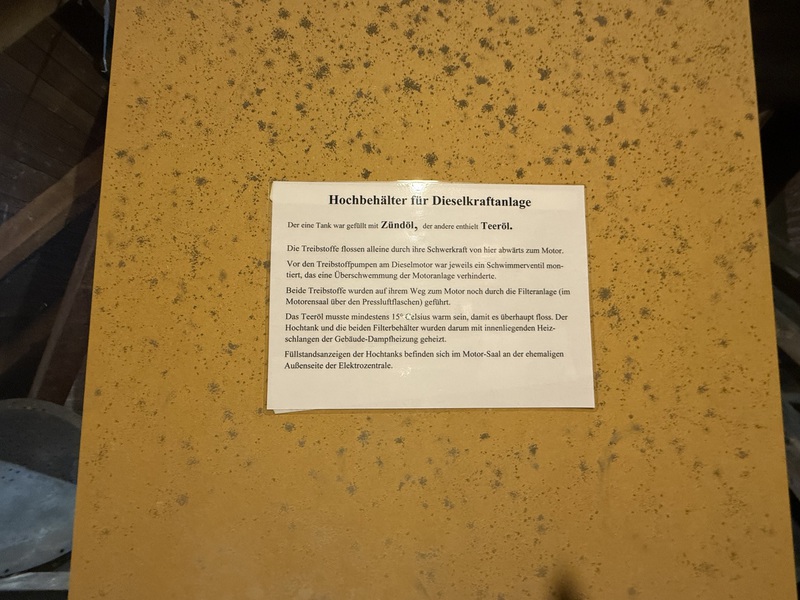 Hochbehälter für Dieselkraftanlage
Der eine Tank war gefüllt mit Zündöl, der andere enthielt Teeröl.
Die Treibstoffe flossen alleine durch ihre Schwerkraft von hier abwärts zum Motor.
Vor den Treibstoffpumpen am Dieselmotor war jeweils ein Schwimmerventil mon-
tiert, das eine Überschwemmung der Motoranlage verhinderte.
Beide Treibstoffe wurden auf ihrem Weg zum Motor noch durch die Filteranlage (im
Motorensaal über den Pressluftflaschen) geführt.
Das Teeröl musste mindestens 15° Celsius warm sein, damit es überhaupt floss. Der
Hochtank und die beiden Filterbehälter wurden darum mit innenliegenden Heiz-
schlangen der Gebäude-Dampfheizung geheizt.
Füllstandsanzeigen der Hochtanks befinden sich im Motor-Saal an der ehemaligen
Außenseite der Elektrozentrale.